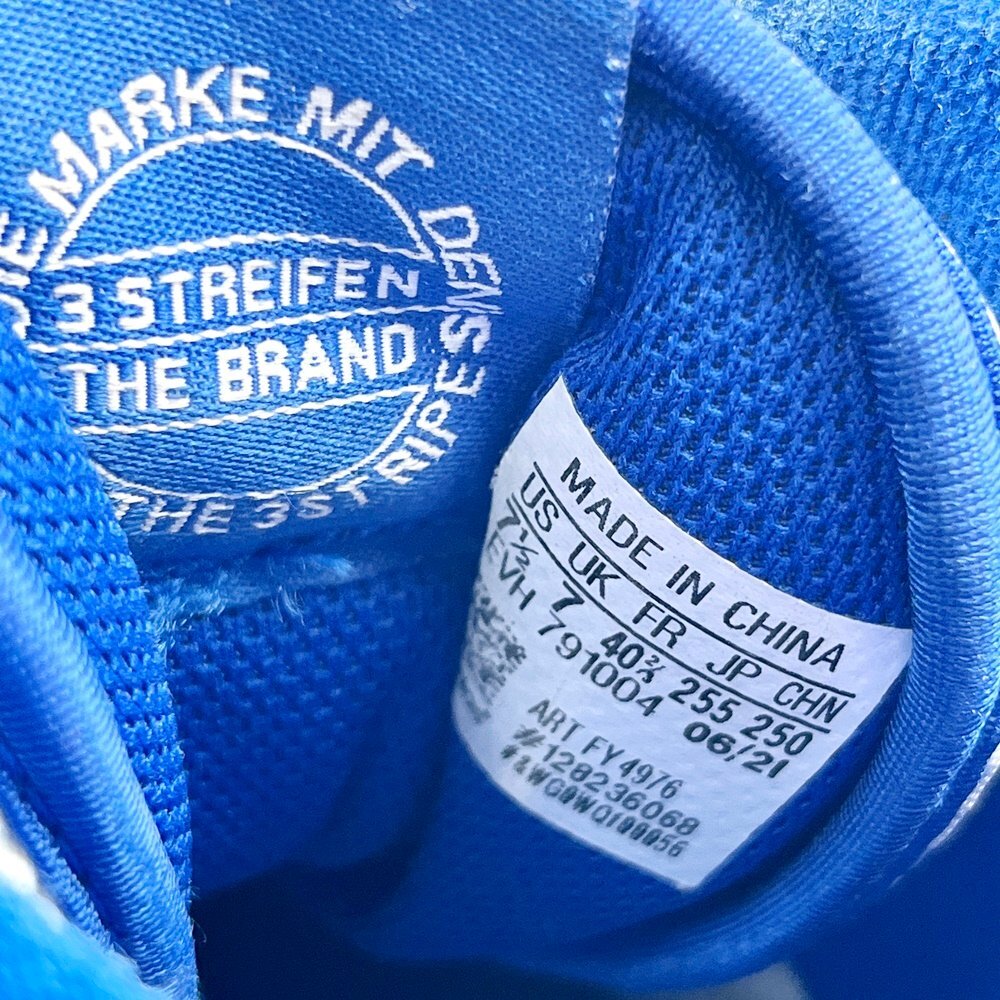 DIE MARKE MIT DEN
3 STREIFEN
THE BRAND
THE 3 STRIPES
MADE IN CHINA
US UK FR JP CHN
7½ 7 40⅔ 255 250
EVH 791004 06/21
ART FY4976
#128236068